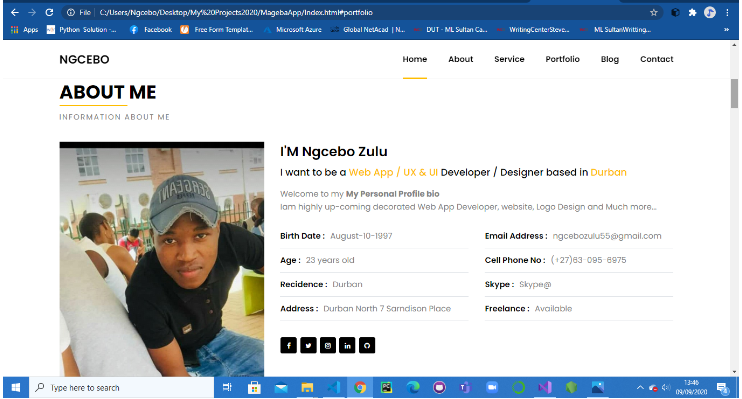 File | C:/Users/Ngcebo/Desktop/My%20Projects2020/MagebaApp/Index.html#portfolio
Apps Python Solution -... Facebook Free Form Templat... Microsoft Azure Global NetAcad | N... DUT - ML Sultan Ca... WritingCenterSteve... ML SultanWritting...
NGCEBO Home About Service Portfolio Blog Contact
ABOUT ME
INFORMATION ABOUT ME
I'M Ngcebo Zulu
I want to be a Web App / UX & UI Developer / Designer based in Durban
Welcome to my My Personal Profile bio
Iam highly up-coming decorated Web App Developer, website, Loga Design and Much more...
Birth Date : August-10-1997 Email Address : ngcebozulu55@gmail.com
Age : 23 years old Cell Phone No : (+27)63-095-6975
Recidence : Durban Skype : Skype@
Address : Durban North 7 Sarndison Place Freelance : Available
Type here to search
13:46
09/09/2020